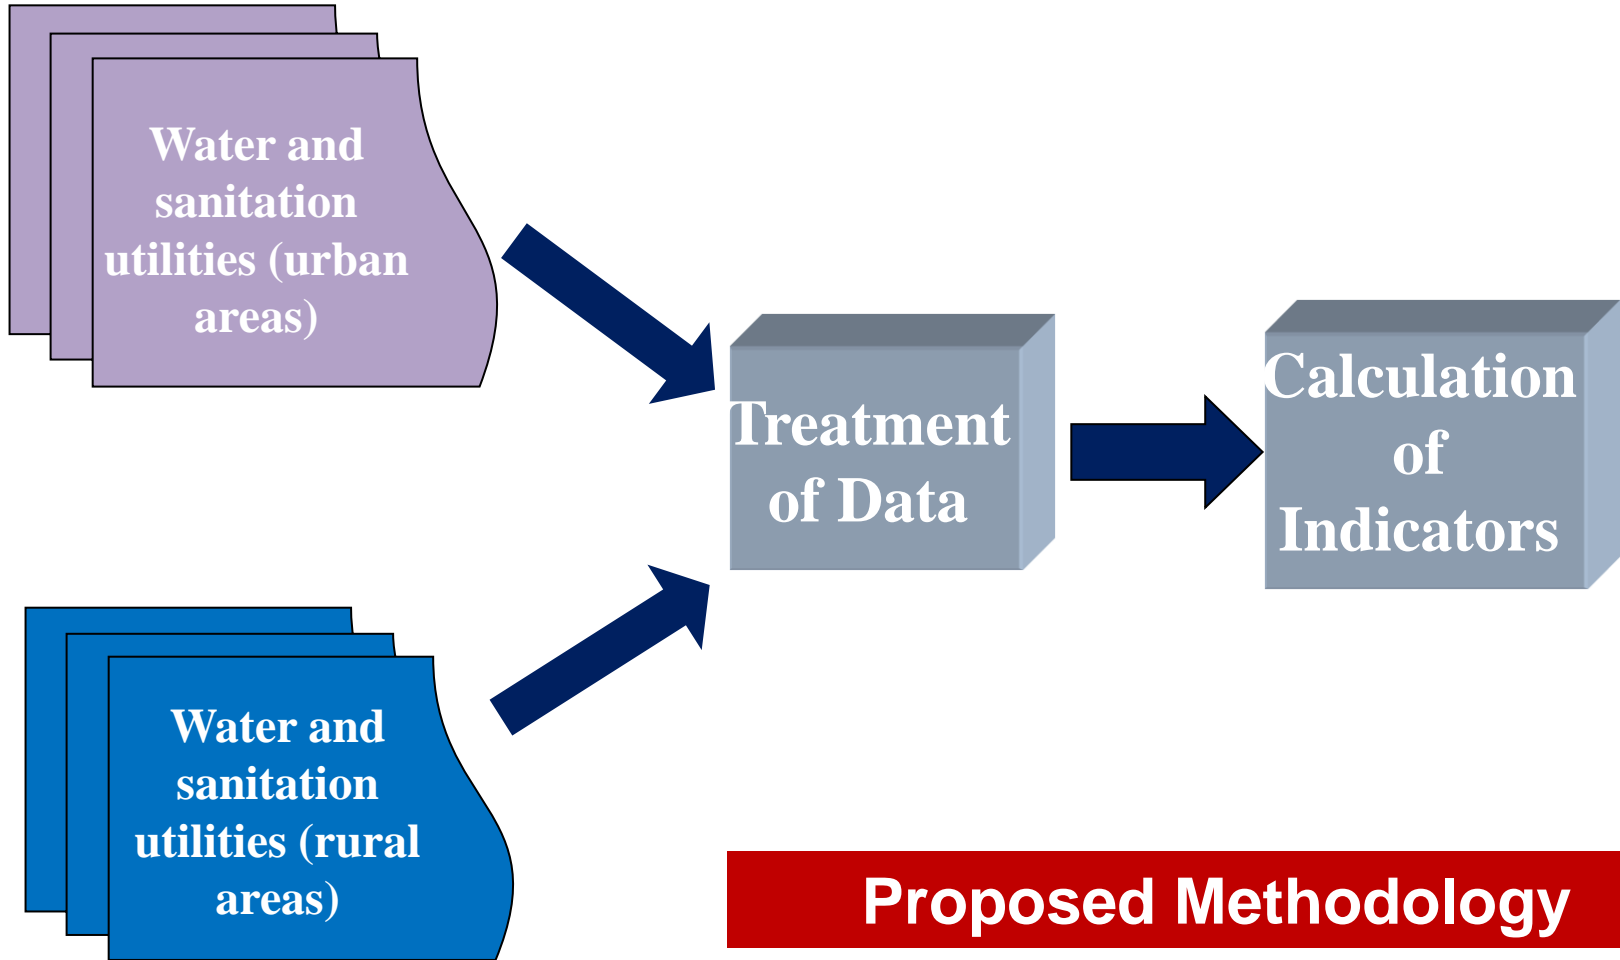 Water and
sanitation
utilities (urban
areas)
Treatment
of Data
Calculation
of
Indicators
Water and
sanitation
utilities (rural
areas)
Proposed Methodology